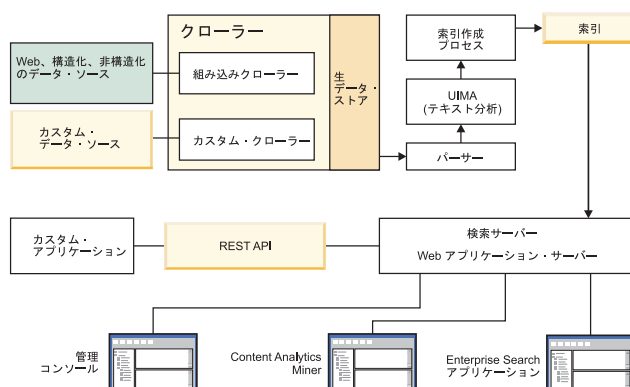 クローラー
Web、構造化、非構造化
のデータ・ソース
組み込みクローラー
カスタム・
データ・ソース
カスタム・クローラー
生
データ・
ストア
索引作成
プロセス
索引
UIMA
(テキスト分析)
パーサー
カスタム・
アプリケーション
REST API
検索サーバー
Web アプリケーション・サーバー
管理
コンソール
Content Analytics
Miner
Enterprise Search
アプリケーション